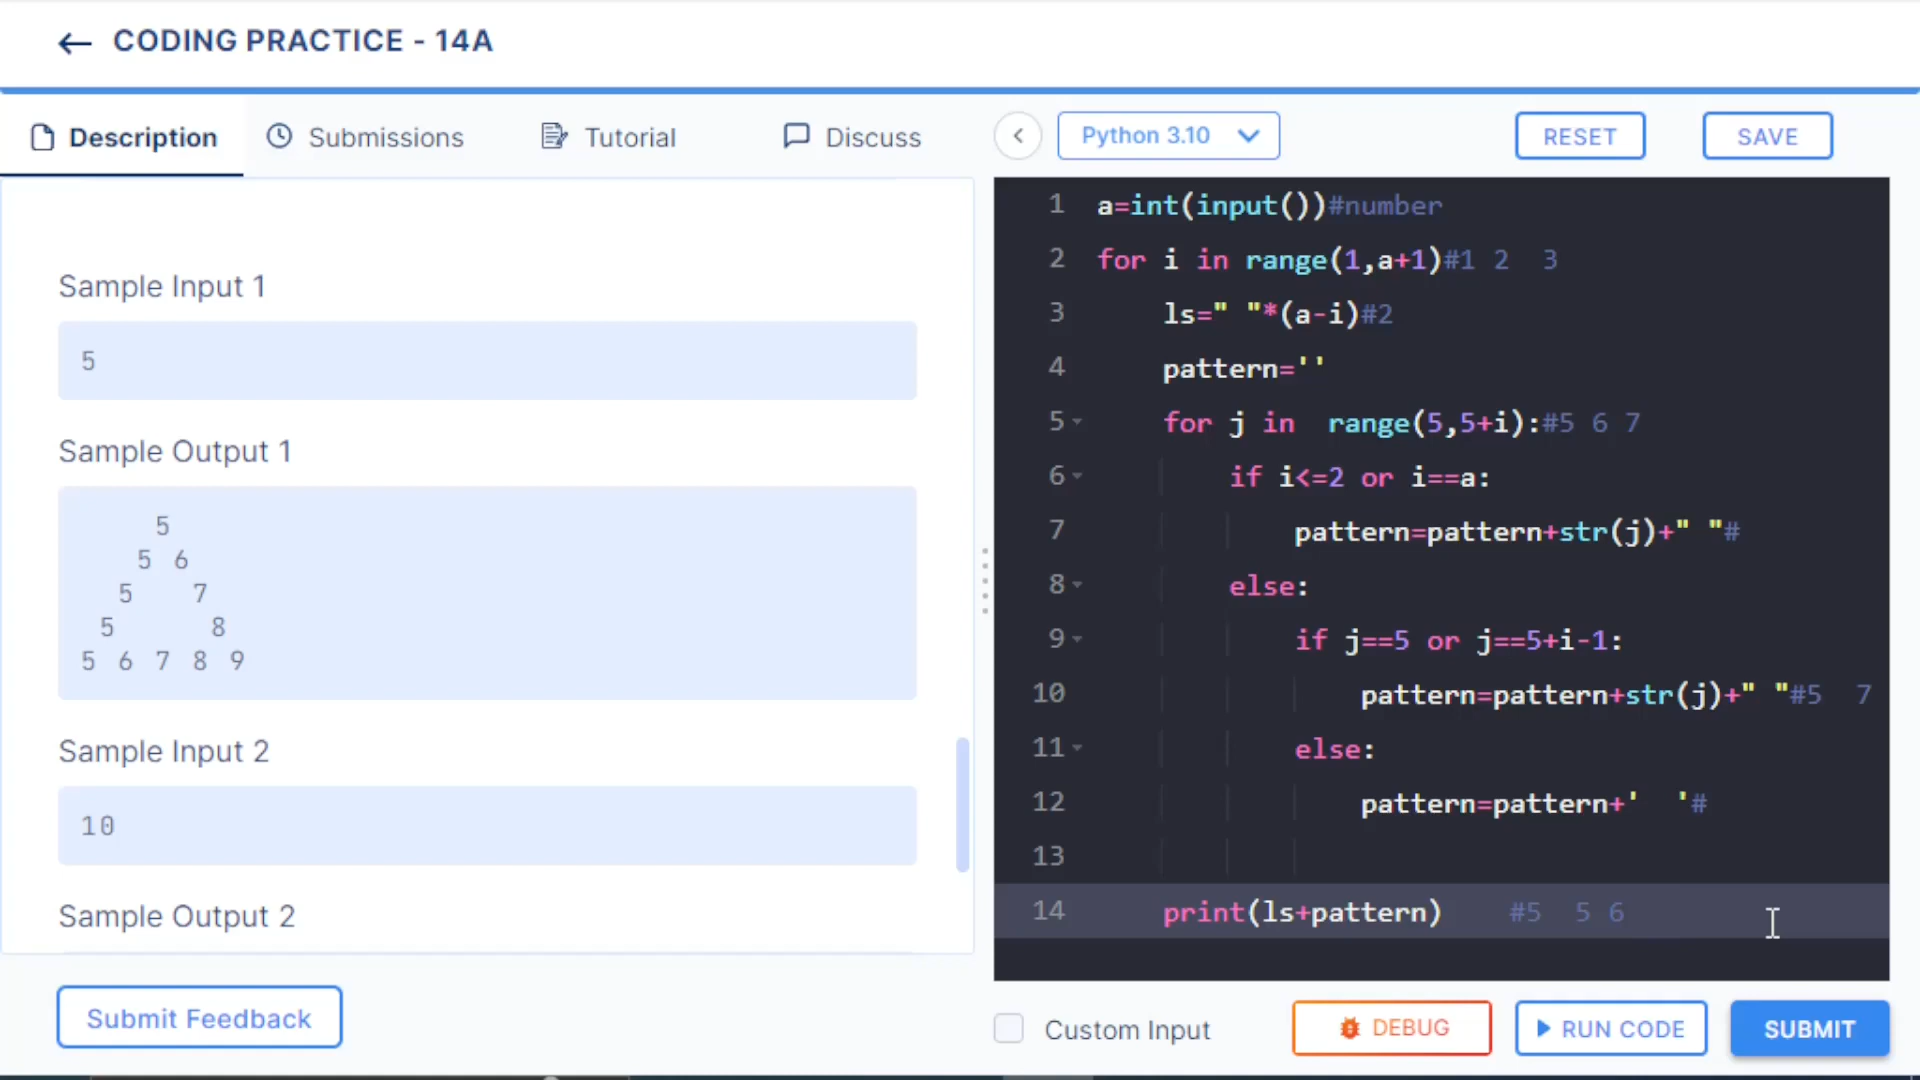 CODING PRACTICE - 14A
Description Submissions Tutorial Discuss
Python 3.10 RESET SAVE
Sample Input 1
5
Sample Output 1
    5
   5 6
  5   7
 5     8
5 6 7 8 9
Sample Input 2
10
Sample Output 2
Submit Feedback
1 a=int(input())#number
2 for i in range(1,a+1)#1 2  3
3     ls=" "*(a-i)#2
4     pattern=''
5     for j in  range(5,5+i):#5 6 7
6         if i<=2 or i==a:
7             pattern=pattern+str(j)+" "#
8         else:
9             if j==5 or j==5+i-1:
10                 pattern=pattern+str(j)+" "#5  7
11             else:
12                 pattern=pattern+'  '#
13
14     print(ls+pattern)    #5  5 6
Custom Input DEBUG RUN CODE SUBMIT